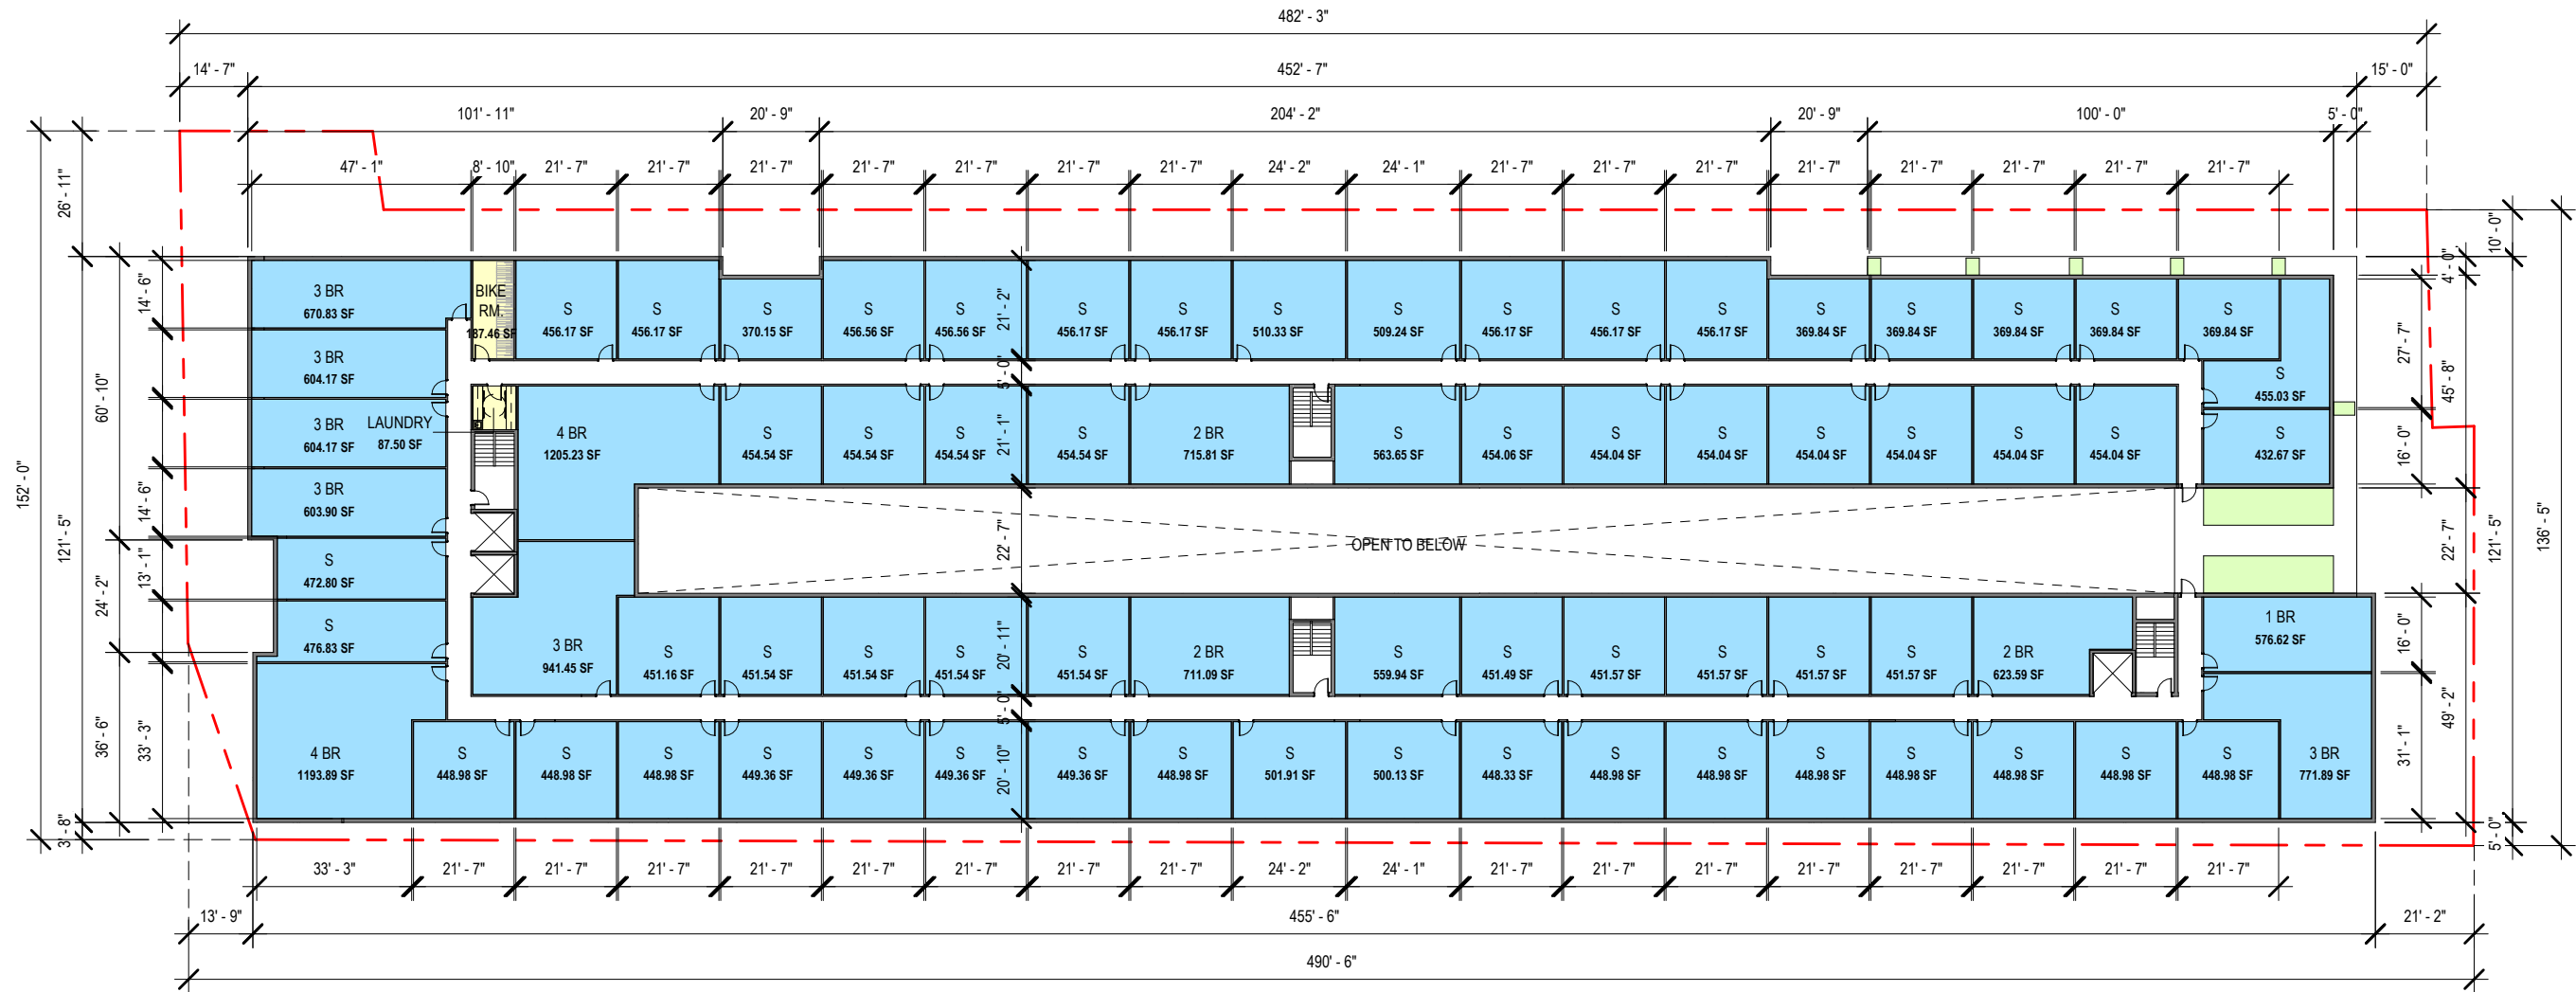 482' - 3"
14' - 7"
452' - 7"
15' - 0"
101' - 11"
20' - 9"
204' - 2"
20' - 9"
100' - 0"
5' - 0"
47' - 1"
8' - 10"
21' - 7"
21' - 7"
21' - 7"
21' - 7"
21' - 7"
21' - 7"
21' - 7"
24' - 2"
24' - 1"
21' - 7"
21' - 7"
21' - 7"
21' - 7"
21' - 7"
21' - 7"
21' - 7"
21' - 7"
152' - 0"
26' - 11"
121' - 5"
3' - 8"
60' - 10"
24' - 2"
36' - 6"
14' - 6"
14' - 6"
13' - 1"
33' - 3"
3 BR
670.83 SF
BIKE
RM.
187.46 SF
S
456.17 SF
S
456.17 SF
S
370.15 SF
S
456.56 SF
S
456.56 SF
S
456.17 SF
S
456.17 SF
S
510.33 SF
S
509.24 SF
S
456.17 SF
S
456.17 SF
S
456.17 SF
S
369.84 SF
S
369.84 SF
S
369.84 SF
S
369.84 SF
S
369.84 SF
21' - 2"
5' - 0"
21' - 1"
22' - 7"
20' - 11"
5' - 0"
20' - 10"
3 BR
604.17 SF
3 BR
604.17 SF
LAUNDRY
87.50 SF
3 BR
603.90 SF
S
472.80 SF
S
476.83 SF
4 BR
1205.23 SF
S
454.54 SF
S
454.54 SF
S
454.54 SF
S
454.54 SF
2 BR
715.81 SF
S
563.65 SF
S
454.06 SF
S
454.04 SF
S
454.04 SF
S
454.04 SF
S
454.04 SF
S
454.04 SF
S
455.03 SF
S
432.67 SF
OPEN TO BELOW
3 BR
941.45 SF
S
451.16 SF
S
451.54 SF
S
451.54 SF
S
451.54 SF
S
451.54 SF
2 BR
711.09 SF
S
559.94 SF
S
451.49 SF
S
451.57 SF
S
451.57 SF
S
451.57 SF
S
451.57 SF
2 BR
623.59 SF
1 BR
576.62 SF
4 BR
1193.89 SF
S
448.98 SF
S
448.98 SF
S
448.98 SF
S
449.36 SF
S
449.36 SF
S
449.36 SF
S
449.36 SF
S
448.98 SF
S
501.91 SF
S
500.13 SF
S
448.33 SF
S
448.98 SF
S
448.98 SF
S
448.98 SF
S
448.98 SF
S
448.98 SF
S
448.98 SF
S
448.98 SF
3 BR
771.89 SF
27' - 7"
16' - 0"
16' - 0"
31' - 1"
4' - 0"
45' - 8"
22' - 7"
49' - 2"
10' - 0"
121' - 5"
5' - 0"
136' - 5"
33' - 3"
21' - 7"
21' - 7"
21' - 7"
21' - 7"
21' - 7"
21' - 7"
21' - 7"
21' - 7"
24' - 2"
24' - 1"
21' - 7"
21' - 7"
21' - 7"
21' - 7"
21' - 7"
21' - 7"
21' - 7"
21' - 7"
13' - 9"
455' - 6"
21' - 2"
490' - 6"